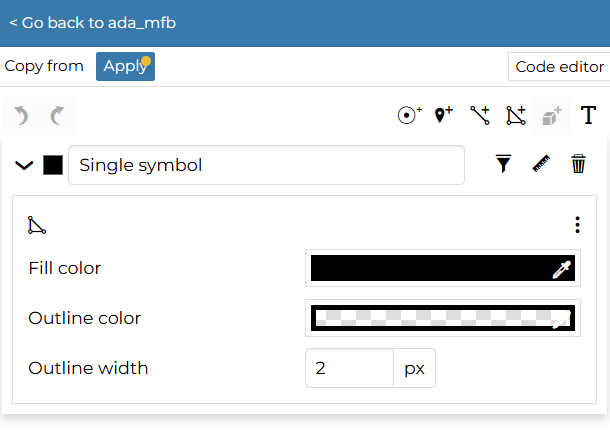 < Go back to ada_mfb
Copy from Apply Code editor
T
Single symbol
Fill color
Outline color
Outline width 2 px